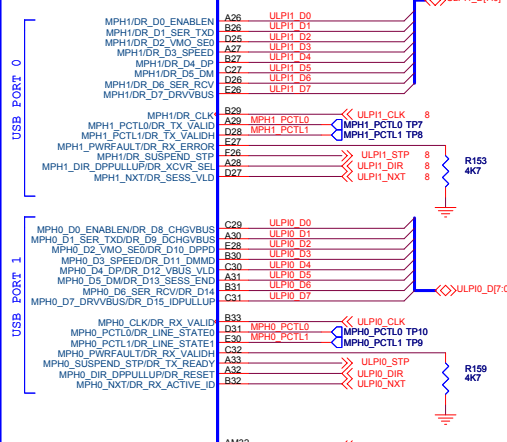 MPH1/DR_D0_ENABLEN A26 ULPI1_D0
MPH1/DR_D1_SER_TXD B26 ULPI1_D1
MPH1/DR_D2_VMO_SE0 D25 ULPI1_D2
MPH1/DR_D3_SPEED A27 ULPI1_D3
MPH1/DR_D4_DP B27 ULPI1_D4
MPH1/DR_D5_DM C27 ULPI1_D5
MPH1/DR_D6_SER_RCV D26 ULPI1_D6
MPH1/DR_D7_DRVVBUS E26 ULPI1_D7
USB PORT 0
MPH1/DR_CLK B29 ULPI1_CLK 8
MPH1_PCTL0/DR_TX_VALID A29 MPH1_PCTL0 MPH1_PCTL0 TP7
MPH1_PCTL1/DR_TX_VALIDH D28 MPH1_PCTL1 MPH1_PCTL1 TP8
MPH1_PWRFAULT/DR_RX_ERROR E27
MPH1/DR_SUSPEND_STP F26 ULPI1_STP 8
MPH1_DIR_DPPULLUP/DR_XCVR_SEL A28 ULPI1_DIR 8
MPH1_NXT/DR_SESS_VLD D27 ULPI1_NXT 8
R153
4K7
MPH0_D0_ENABLEN/DR_D8_CHGVBUS C29 ULPI0_D0
MPH0_D1_SER_TXD/DR_D9_DCHGVBUS A30 ULPI0_D1
MPH0_D2_VMO_SE0/DR_D10_DPPD E28 ULPI0_D2
MPH0_D3_SPEED/DR_D11_DMMD B30 ULPI0_D3
MPH0_D4_DP/DR_D12_VBUS_VLD C30 ULPI0_D4
MPH0_D5_DM/DR_D13_SESS_END A31 ULPI0_D5
MPH0_D6_SER_RCV/DR_D14 B31 ULPI0_D6
MPH0_D7_DRVVBUS/DR_D15_IDPULLUP C31 ULPI0_D7
ULPI0_D[7:0
USB PORT 1
MPH0_CLK/DR_RX_VALID B33 ULPI0_CLK
MPH0_PCTL0/DR_LINE_STATE0 D31 MPH0_PCTL0 MPH0_PCTL0 TP10
MPH0_PCTL1/DR_LINE_STATE1 E30 MPH0_PCTL1 MPH0_PCTL1 TP9
MPH0_PWRFAULT/DR_RX_VALIDH C32
MPH0_SUSPEND_STP/DR_TX_READY A33 ULPI0_STP
MPH0_DIR_DPPULLUP/DR_RESET A32 ULPI0_DIR
MPH0_NXT/DR_RX_ACTIVE_ID B32 ULPI0_NXT
R159
4K7